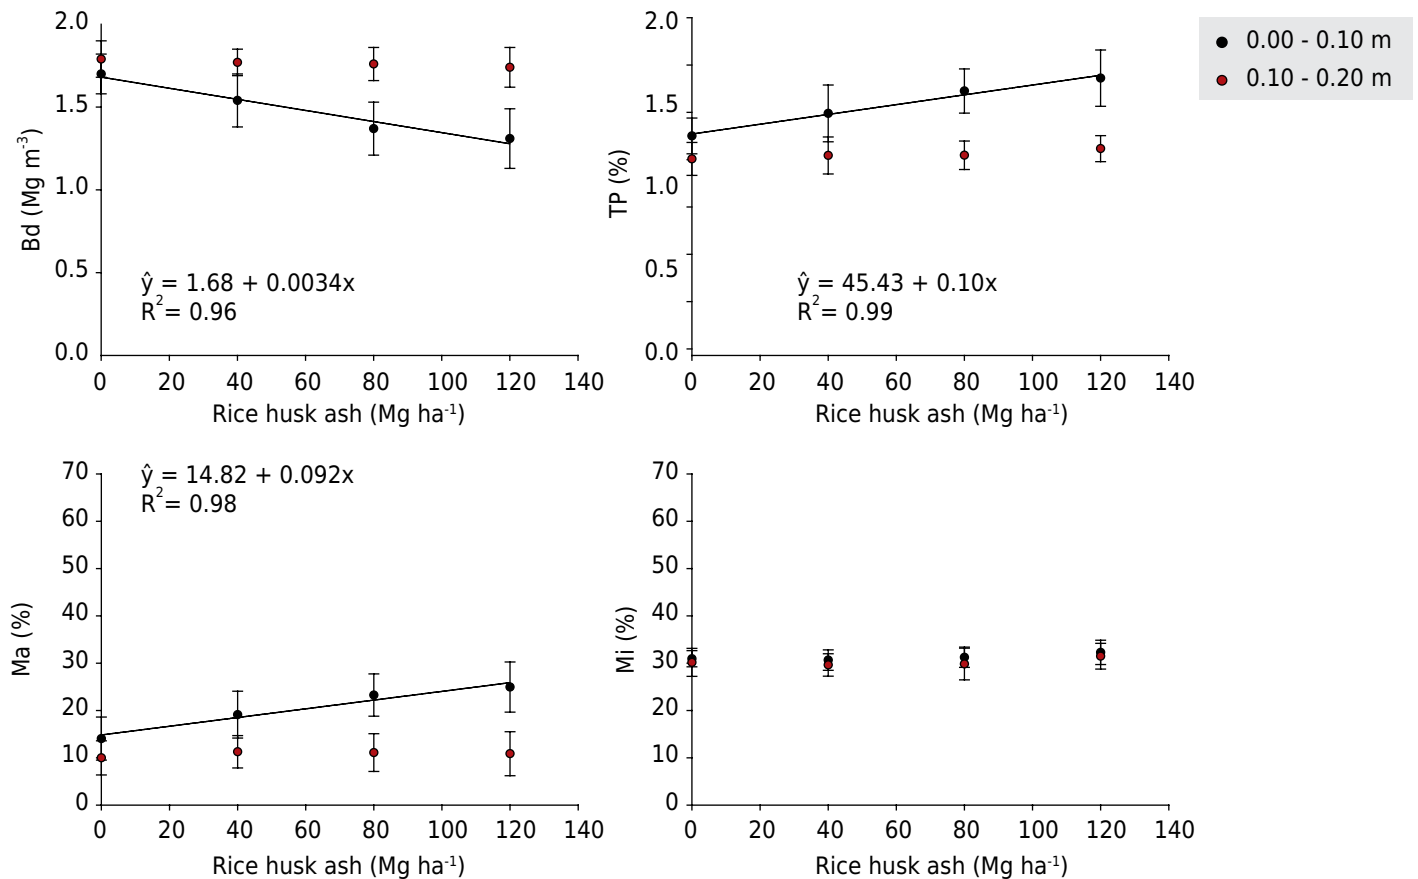 0.00 - 0.10 m
0.10 - 0.20 m
Bd (Mg m-3)
2.0
1.5
1.0
0.5
0.0
ŷ = 1.68 + 0.0034x
R2= 0.96
0 20 40 60 80 100 120 140
Rice husk ash (Mg ha-1)
TP (%)
2.0
1.5
1.0
0.5
0.0
ŷ = 45.43 + 0.10x
R2= 0.99
0 20 40 60 80 100 120 140
Rice husk ash (Mg ha-1)
Ma (%)
70
60
50
40
30
20
10
0
ŷ = 14.82 + 0.092x
R2= 0.98
0 20 40 60 80 100 120 140
Rice husk ash (Mg ha-1)
Mi (%)
70
60
50
40
30
20
10
0
0 20 40 60 80 100 120 140
Rice husk ash (Mg ha-1)